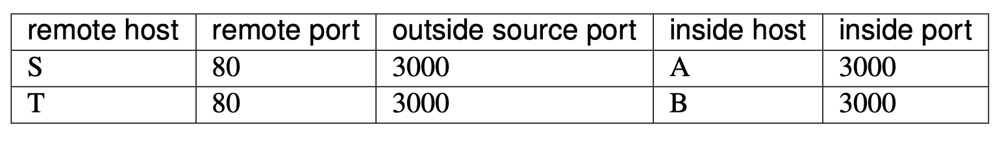 remote host remote port outside source port inside host inside port
S 80 3000 A 3000
T 80 3000 B 3000